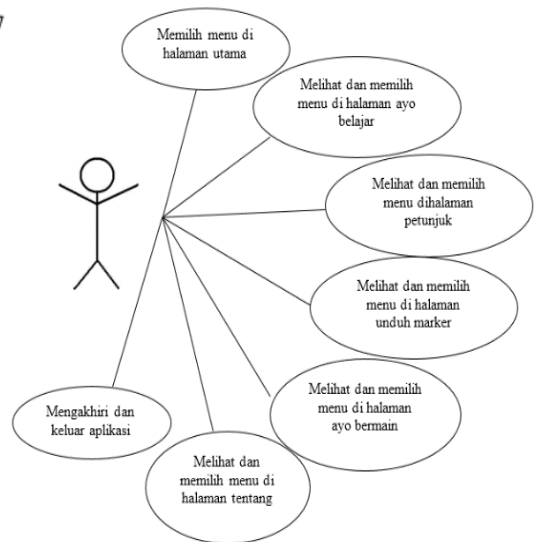 Memilih menu di
halaman utama
Melihat dan memilih
menu di halaman ayo
belajar
Melihat dan memilih
menu dihalaman
petunjuk
Melihat dan memilih
menu di halaman
unduh marker
Melihat dan memilih
menu di halaman
ayo bermain
Melihat dan
memilih menu di
halaman tentang
Mengakhiri dan
keluar aplikasi